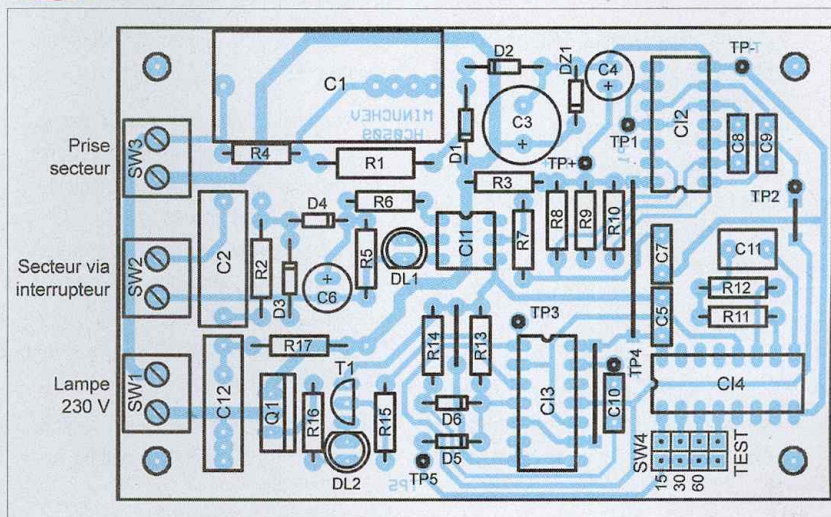 D2
DZ1
C4
TP-
C1
MINUCHEV
HC0509
D1
C3
CI2
TP1
C8
C9
Prise
secteur
SW3
R4
R1
TP+
R3
TP2
D4
R6
C2
R2
R5
DL1
CI1
R7
R8
R9
R10
C7
C11
Secteur via
interrupteur
SW2
D3
C6
R12
R11
C5
TP3
R17
R14
R13
TP4
Lampe
230 V
SW1
C12
Q1
T1
R16
R15
D6
D5
CI3
C10
CI4
DL2
TP5
TP5
SW4
15
30
60
TEST